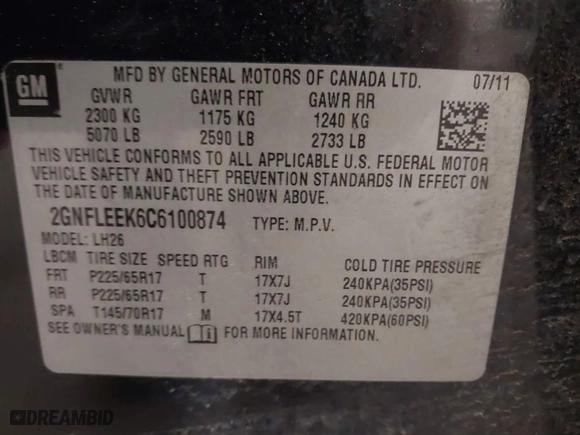 GM
MFD BY GENERAL MOTORS OF CANADA LTD. 07/11
GVWR GAWR FRT GAWR RR
2300 KG 1175 KG 1240 KG
5070 LB 2590 LB 2733 LB
THIS VEHICLE CONFORMS TO ALL APPLICABLE U.S. FEDERAL MOTOR
VEHICLE SAFETY AND THEFT PREVENTION STANDARDS IN EFFECT ON
THE DATE OF MANUFACTURE SHOWN ABOVE.
2GNFLEEK6C6100874 TYPE: M.P.V.
MODEL: LH26
LBCM TIRE SIZE SPEED RTG RIM COLD TIRE PRESSURE
FRT P225/65R17 T 17X7J 240KPA(35PSI)
RR P225/65R17 T 17X7J 240KPA(35PSI)
SPA T145/70R17 M 17X4.5T 420KPA(60PSI)
SEE OWNER'S MANUAL FOR MORE INFORMATION.
DREAMBID